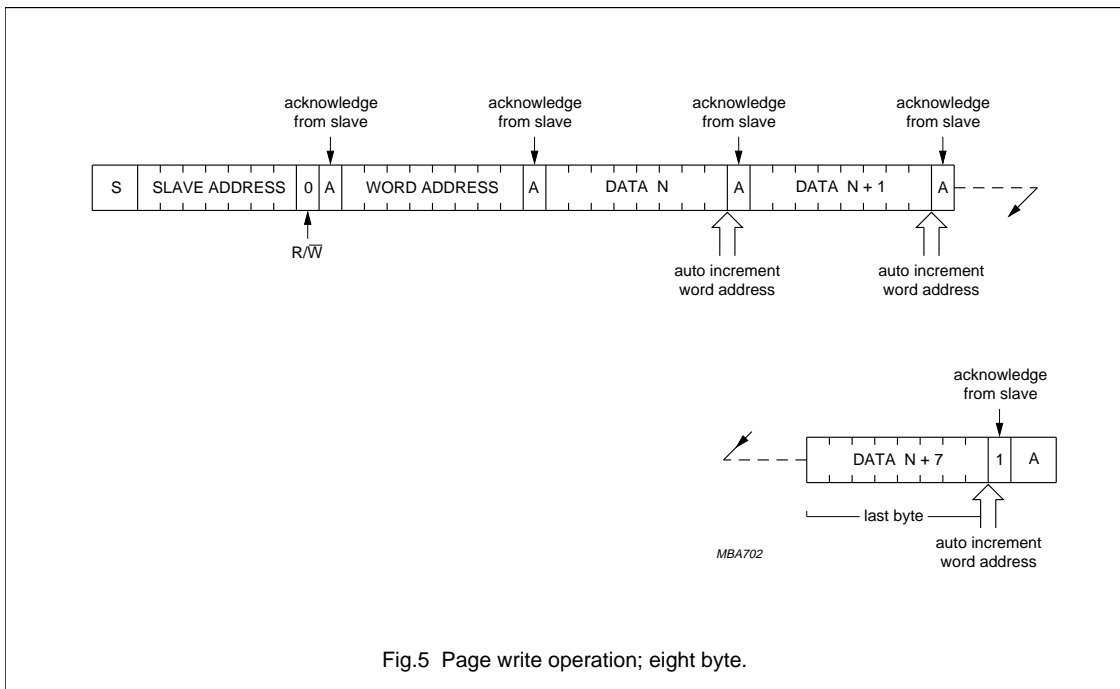 acknowledge
from slave
acknowledge
from slave
acknowledge
from slave
acknowledge
from slave
S SLAVE ADDRESS 0 A WORD ADDRESS A DATA N A DATA N + 1 A
R/W̅
auto increment
word address
auto increment
word address
acknowledge
from slave
DATA N + 7 1 A
last byte
auto increment
word address
MBA702
Fig.5 Page write operation; eight byte.